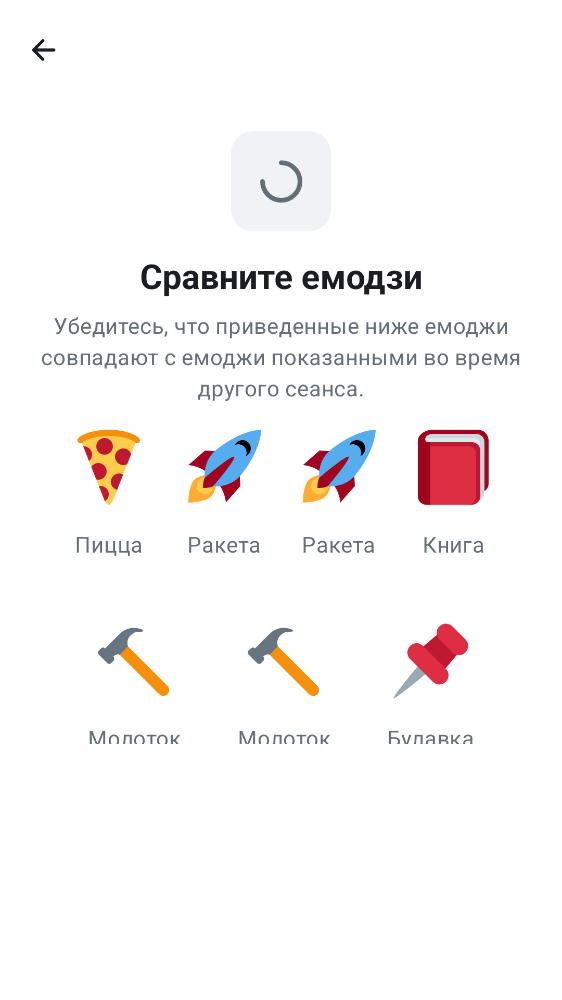 Сравните емодзи
Убедитесь, что приведенные ниже емоджи
совпадают с емоджи показанными во время
другого сеанса.
Пицца Ракета Ракета Книга
Молоток Молоток Булавка